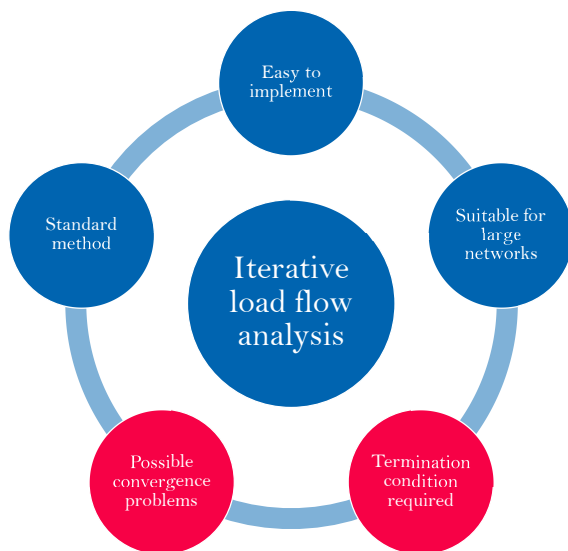 Easy to
implement
Standard
method
Suitable for
large
networks
Iterative
load flow
analysis
Possible
convergence
problems
Termination
condition
required